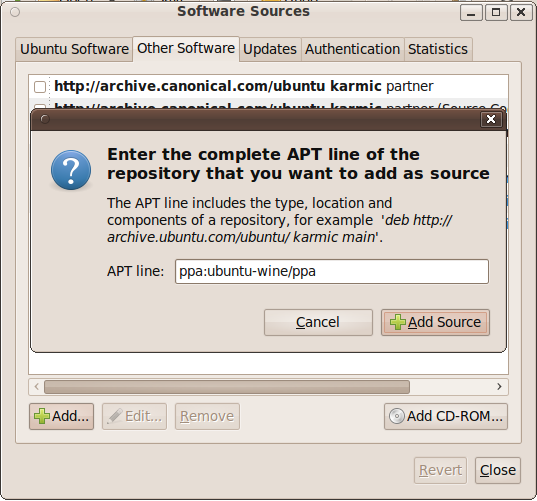 Software Sources
Ubuntu Software Other Software Updates Authentication Statistics
http://archive.canonical.com/ubuntu karmic partner
http://archive.canonical.com/ubuntu karmic partner (Source Co
Enter the complete APT line of the
repository that you want to add as source
The APT line includes the type, location and
components of a repository, for example 'deb http://
archive.ubuntu.com/ubuntu/ karmic main'.
APT line: ppa:ubuntu-wine/ppa
Cancel Add Source
Add... Edit... Remove Add CD-ROM...
Revert Close